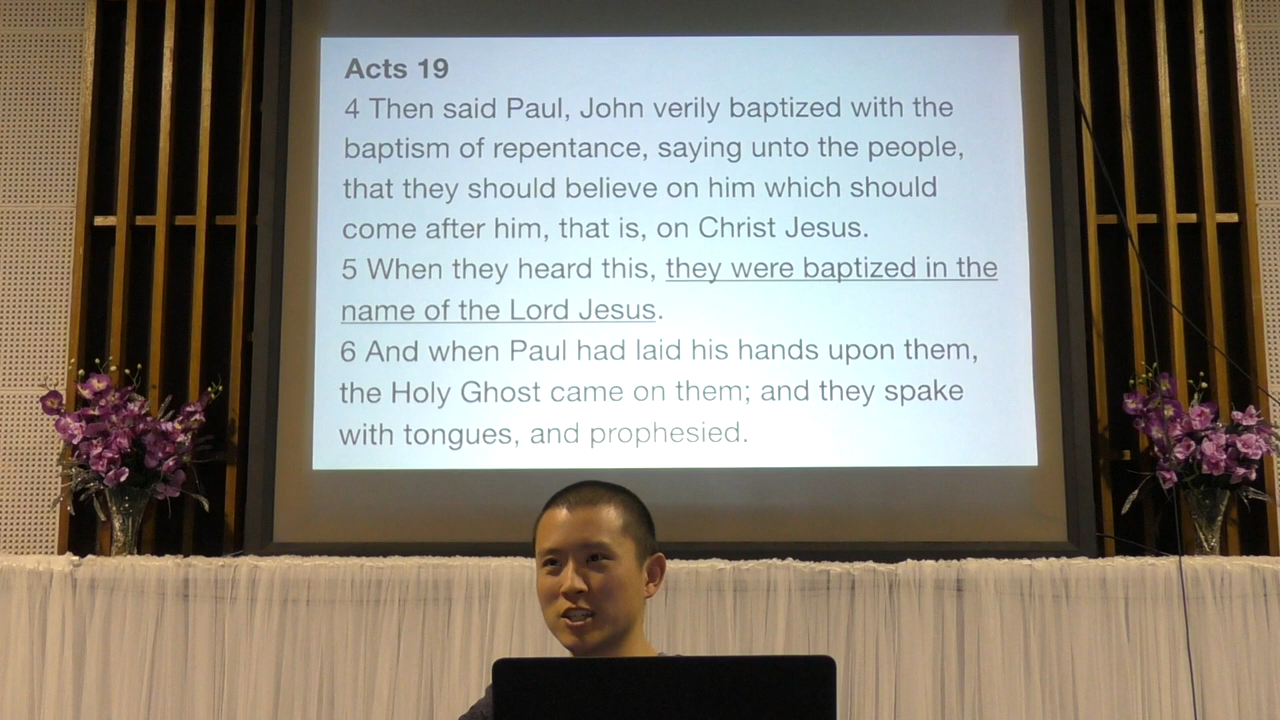 Acts 19
4 Then said Paul, John verily baptized with the
baptism of repentance, saying unto the people,
that they should believe on him which should
come after him, that is, on Christ Jesus.
5 When they heard this, they were baptized in the
name of the Lord Jesus.
6 And when Paul had laid his hands upon them,
the Holy Ghost came on them; and they spake
with tongues, and prophesied.